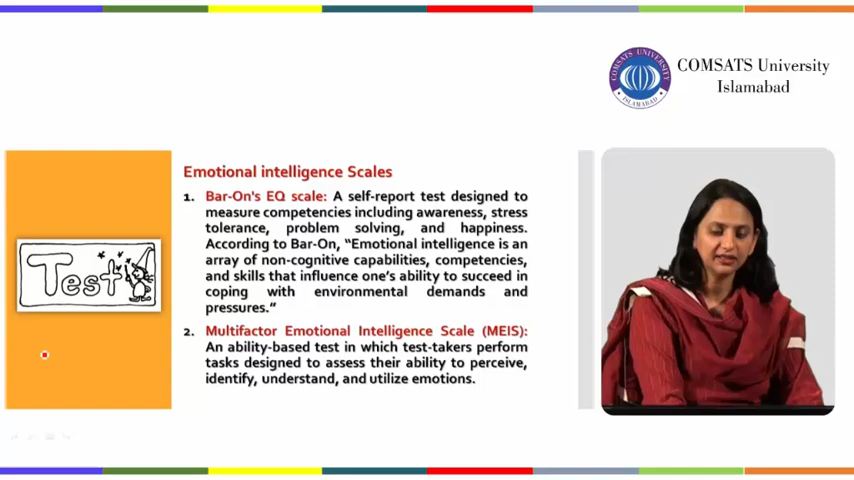 COMSATS UNIVERSITY
ISLAMABAD
COMSATS University
Islamabad
Test
Emotional intelligence Scales
1. Bar-On's EQ scale: A self-report test designed to
measure competencies including awareness, stress
tolerance, problem solving, and happiness.
According to Bar-On, “Emotional intelligence is an
array of non-cognitive capabilities, competencies,
and skills that influence one’s ability to succeed in
coping with environmental demands and
pressures.”
2. Multifactor Emotional Intelligence Scale (MEIS):
An ability-based test in which test-takers perform
tasks designed to assess their ability to perceive,
identify, understand, and utilize emotions.